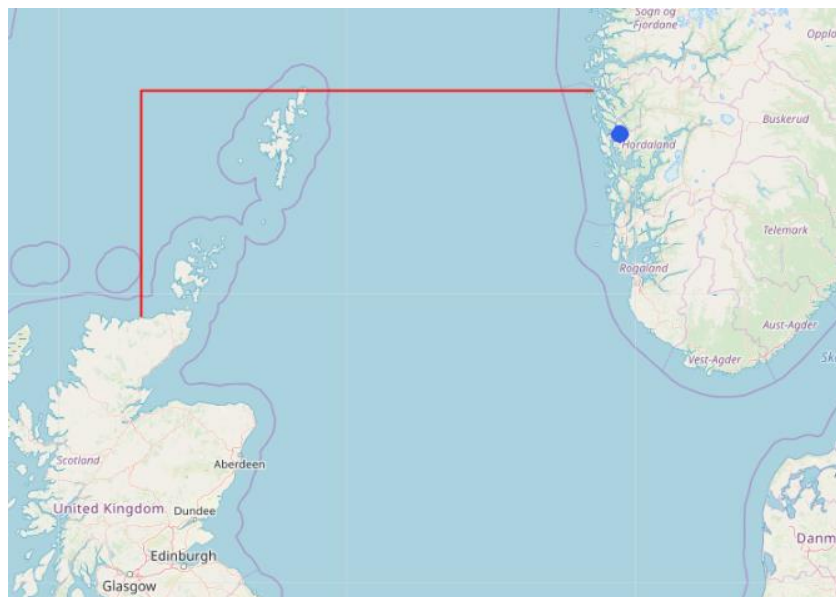 Sogn og
Fjordane
Oppl
Buskerud
Hordaland
Telemark
Rogaland
Aust-Agder
Vest-Agder
Sk
Scotland
Aberdeen
United Kingdom
Dundee
Danm
Edinburgh
Glasgow